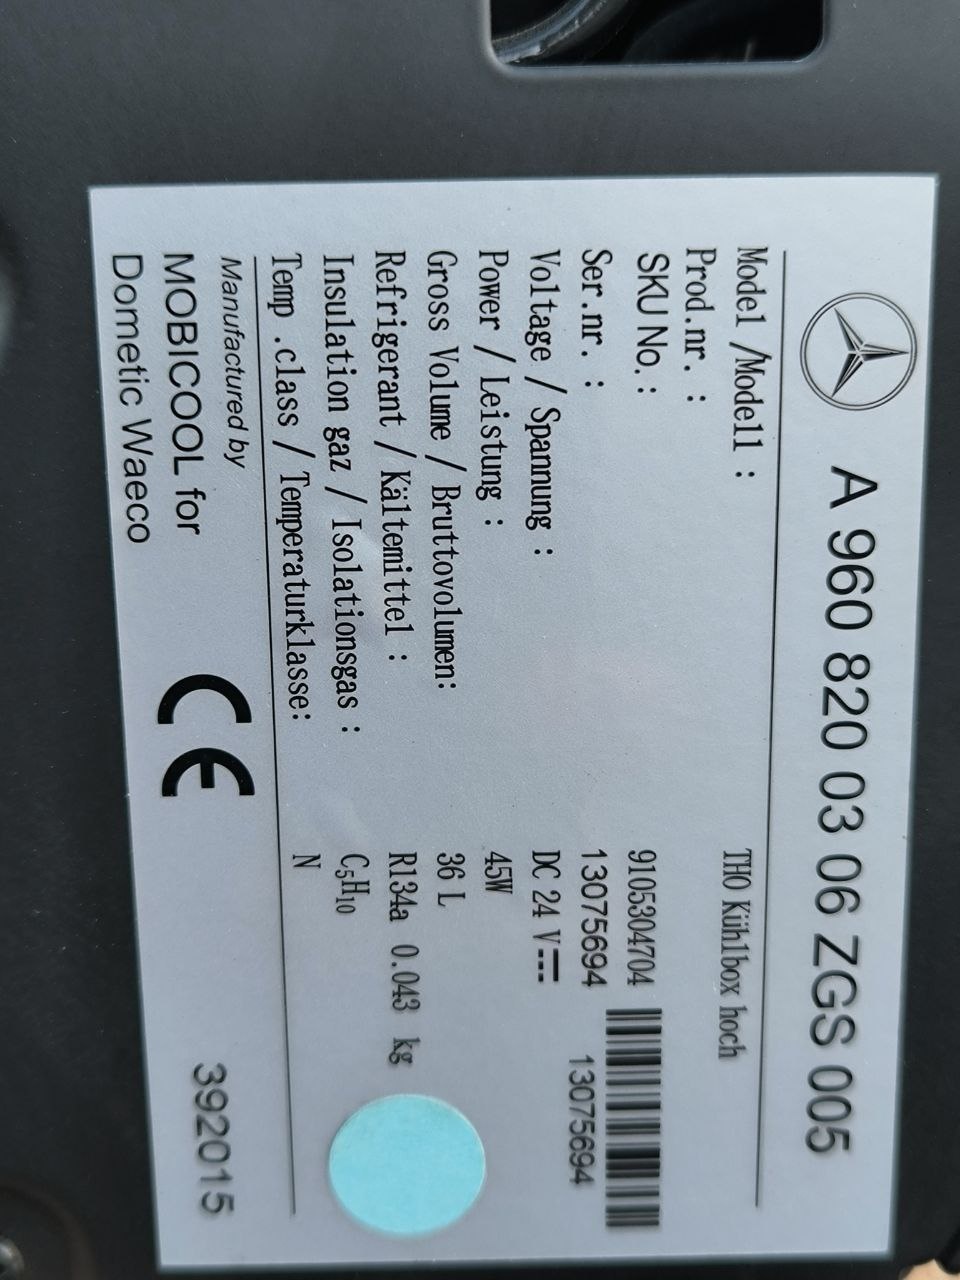 A 960 820 03 06 ZGS 005
Model /Modell : THO Kühlbox hoch
Prod.nr. :
SKU No. : 9105304704
Ser.nr. : 13075694 13075694
Voltage / Spannung : DC 24 V⎓
Power / Leistung : 45W
Gross Volume / Bruttovolumen: 36 L
Refrigerant / Kältemittel : R134a 0.043 kg
Insulation gaz / Isolationsgas : C₅H₁₀
Temp .class / Temperaturklasse: N
Manufactured by
MOBICOOL for
Dometic Waeco
CE
392015